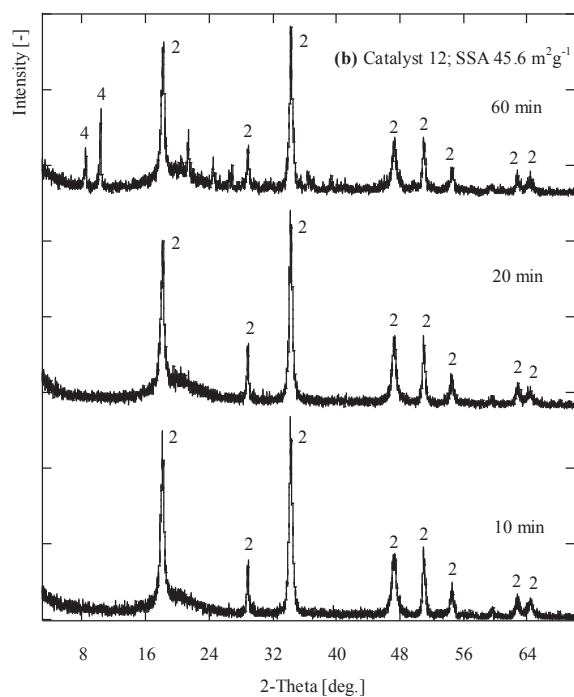 Intensity [-]
(b) Catalyst 12; SSA 45.6 m²g⁻¹
60 min
4 4 2 2 2 2 2 2 2 2
20 min
2 2 2 2 2 2 2 2
10 min
2 2 2 2 2 2 2 2
8 16 24 32 40 48 56 64
2-Theta [deg.]